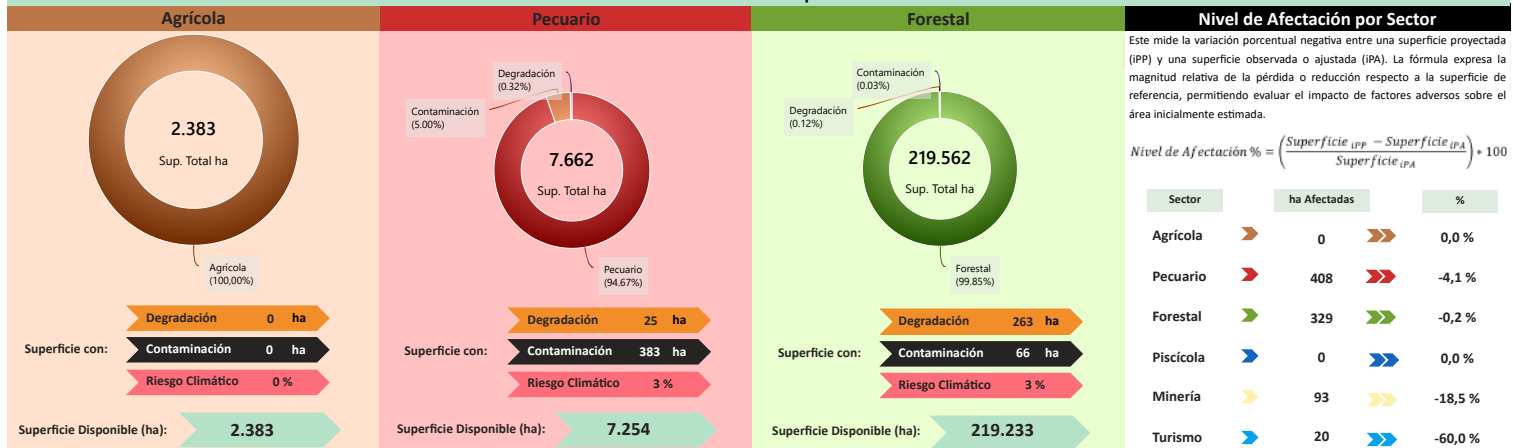 Agrícola
2.383
Sup. Total ha
Agrícola
(100,00%)
Superficie con:
Degradación 0 ha
Contaminación 0 ha
Riesgo Climático 0 %
Superficie Disponible (ha): 2.383
Pecuario
Degradación
(0.32%)
Contaminación
(5.00%)
7.662
Sup. Total ha
Pecuario
(94.67%)
Superficie con:
Degradación 25 ha
Contaminación 383 ha
Riesgo Climático 3 %
Superficie Disponible (ha): 7.254
Forestal
Contaminación
(0.03%)
Degradación
(0.12%)
219.562
Sup. Total ha
Forestal
(99.85%)
Superficie con:
Degradación 263 ha
Contaminación 66 ha
Riesgo Climático 3 %
Superficie Disponible (ha): 219.233
Nivel de Afectación por Sector
Este mide la variación porcentual negativa entre una superficie proyectada
(iPP) y una superficie observada o ajustada (iPA). La fórmula expresa la
magnitud relativa de la pérdida o reducción respecto a la superficie de
referencia, permitiendo evaluar el impacto de factores adversos sobre el
área inicialmente estimada.
Nivel de Afectación % = ((Superficie iPP − Superficie iPA) / Superficie iPA) * 100
Sector ha Afectadas %
Agrícola 0 0,0 %
Pecuario 408 -4,1 %
Forestal 329 -0,2 %
Piscícola 0 0,0 %
Minería 93 -18,5 %
Turismo 20 -60,0 %